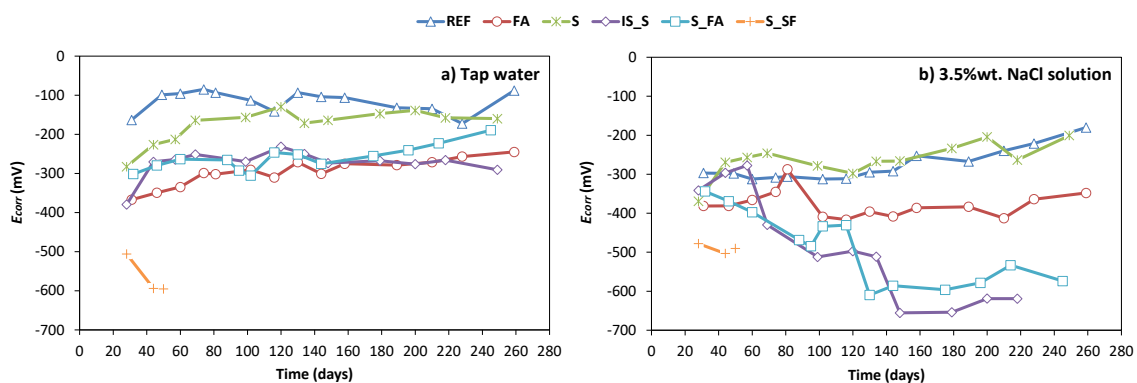 REF FA S IS_S S_FA S_SF
a) Tap water
0
-100
-200
-300
-400
-500
-600
-700
Ecorr (mV)
0 20 40 60 80 100 120 140 160 180 200 220 240 260 280
Time (days)
b) 3.5%wt. NaCl solution
0
-100
-200
-300
-400
-500
-600
-700
Ecorr (mV)
0 20 40 60 80 100 120 140 160 180 200 220 240 260 280
Time (days)